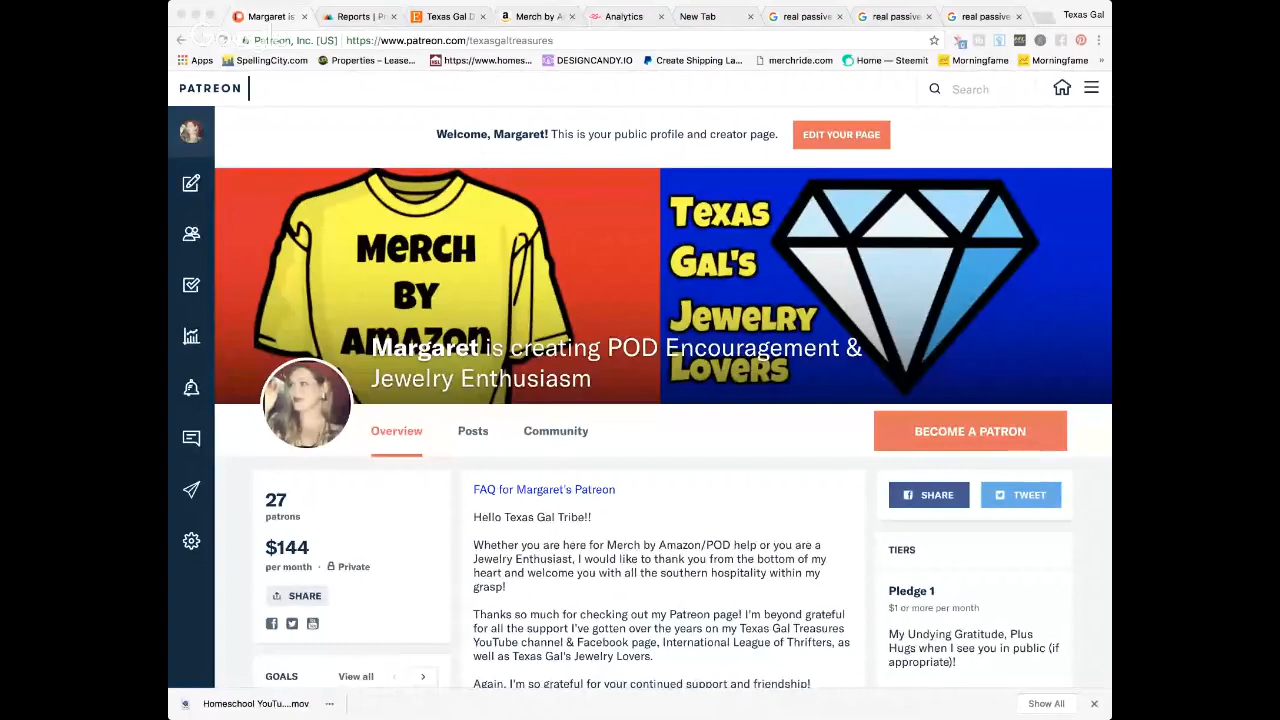 Margaret is
Reports | P
Texas Gal D
Merch by A
Analytics
New Tab
real passive
real passive
real passive
Texas Gal
Patreon, Inc. [US]
https://www.patreon.com/texasgaltreasures
Apps
SpellingCity.com
Properties – Lease...
https://www.homes...
DESIGNCANDY.IO
Create Shipping La...
merchride.com
Home — Steemit
Morningfame
Morningfame
»
PATREON
Search
Welcome, Margaret! This is your public profile and creator page.
EDIT YOUR PAGE
MERCH
BY
AMAZON
TEXAS
GAL'S
JEWELRY
LOVERS
Margaret is creating POD Encouragement &
Jewelry Enthusiasm
Overview
Posts
Community
BECOME A PATRON
27
patrons
$144
per month · Private
SHARE
GOALS
View all
FAQ for Margaret's Patreon
Hello Texas Gal Tribe!!
Whether you are here for Merch by Amazon/POD help or you are a
Jewelry Enthusiast, I would like to thank you from the bottom of my
heart and welcome you with all the southern hospitality within my
grasp!
Thanks so much for checking out my Patreon page! I'm beyond grateful
for all the support I've gotten over the years on my Texas Gal Treasures
YouTube channel & Facebook page, International League of Thrifters, as
well as Texas Gal's Jewelry Lovers.
Again, I'm so grateful for your continued support and friendship!
SHARE
TWEET
TIERS
Pledge 1
$1 or more per month
My Undying Gratitude, Plus
Hugs when I see you in public (if
appropriate)!
Homeschool YouTu....mov
Show All